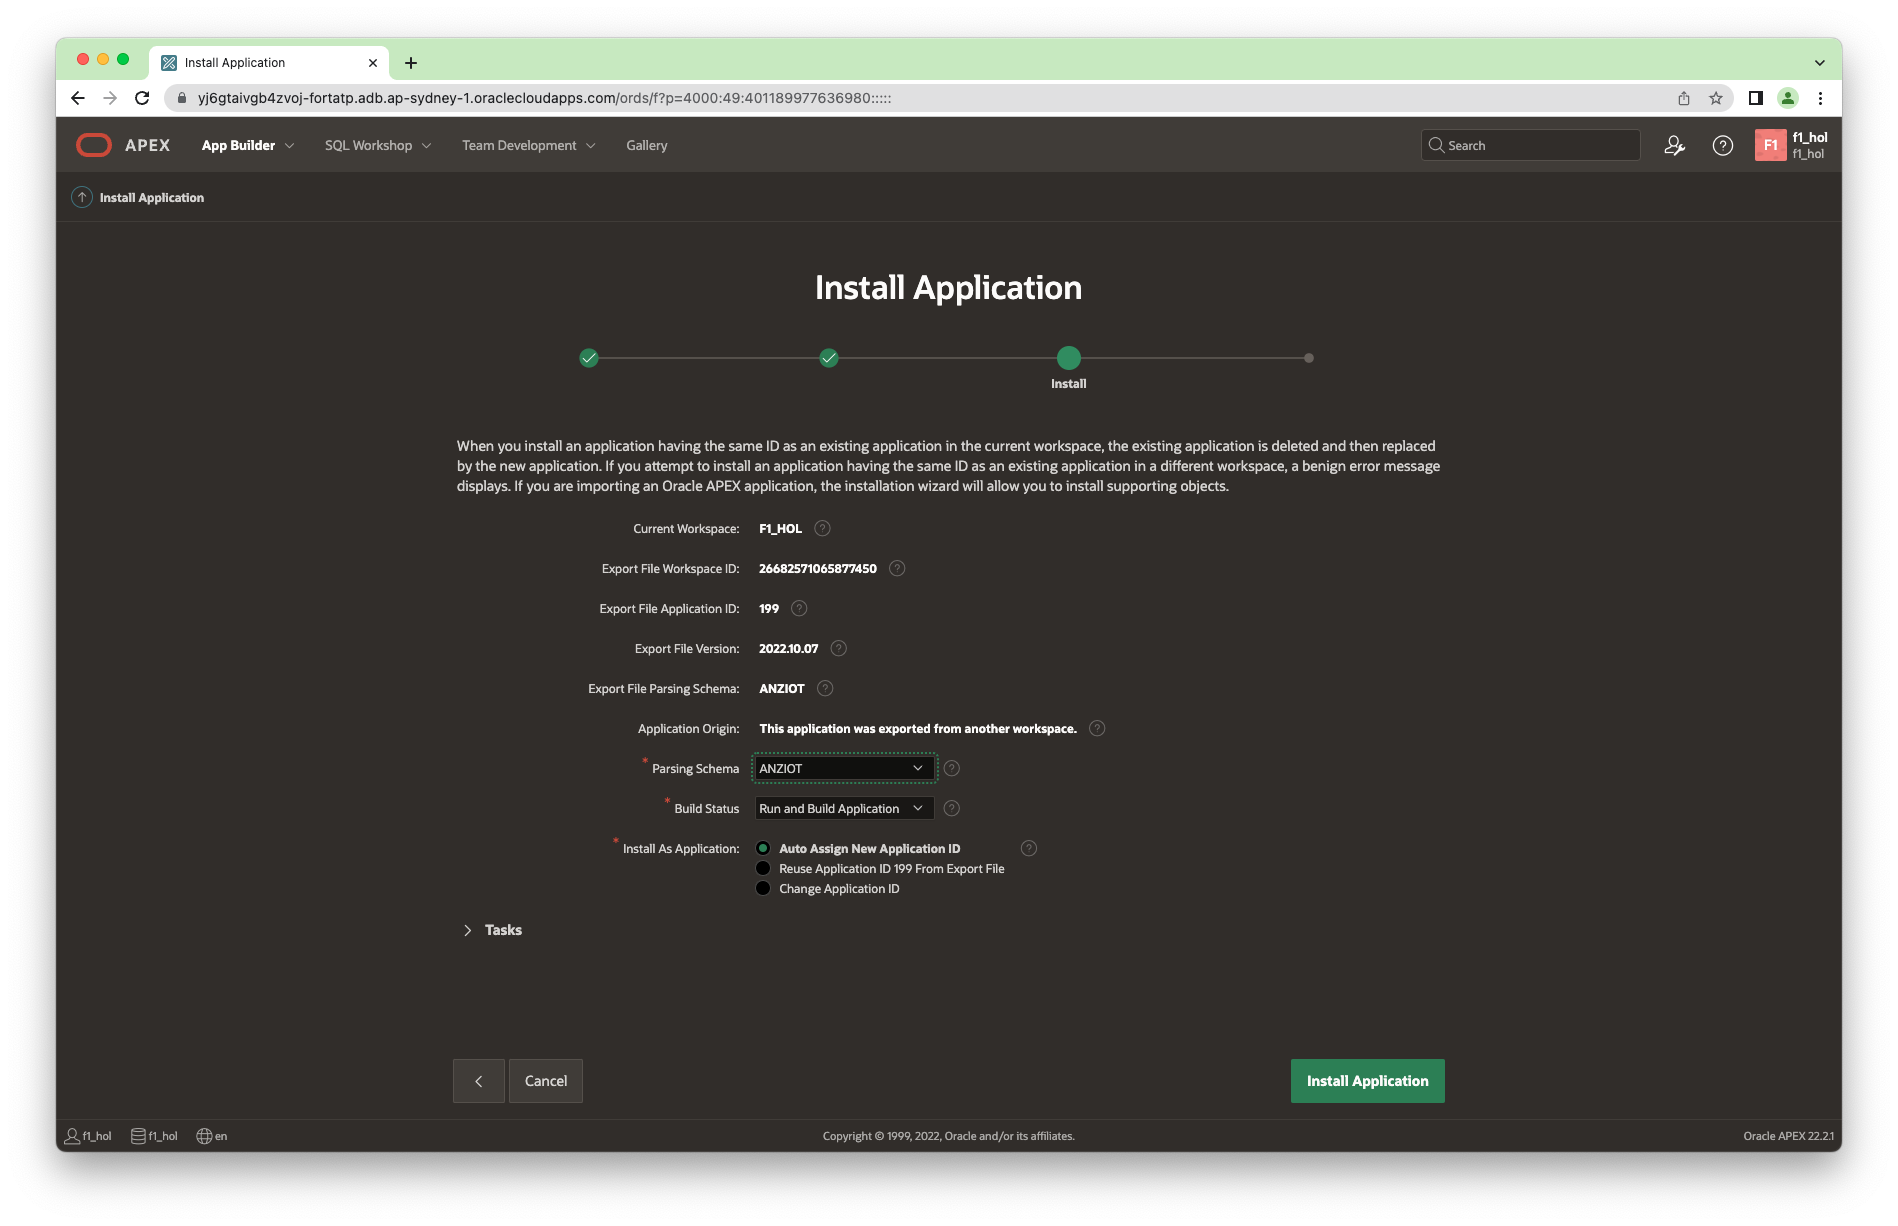 Install Application
yj6gtaivgb4zvoj-fortatp.adb.ap-sydney-1.oraclecloudapps.com/ords/f?p=4000:49:401189977636980:::::
APEX
App Builder
SQL Workshop
Team Development
Gallery
Search
F1
f1_hol
f1_hol
Install Application
Install Application
Install
When you install an application having the same ID as an existing application in the current workspace, the existing application is deleted and then replaced
by the new application. If you attempt to install an application having the same ID as an existing application in a different workspace, a benign error message
displays. If you are importing an Oracle APEX application, the installation wizard will allow you to install supporting objects.
Current Workspace: F1_HOL
Export File Workspace ID: 26682571065877450
Export File Application ID: 199
Export File Version: 2022.10.07
Export File Parsing Schema: ANZIOT
Application Origin: This application was exported from another workspace.
* Parsing Schema ANZIOT
* Build Status Run and Build Application
* Install As Application: Auto Assign New Application ID
Reuse Application ID 199 From Export File
Change Application ID
Tasks
Cancel
Install Application
f1_hol f1_hol en
Copyright © 1999, 2022, Oracle and/or its affiliates.
Oracle APEX 22.2.1